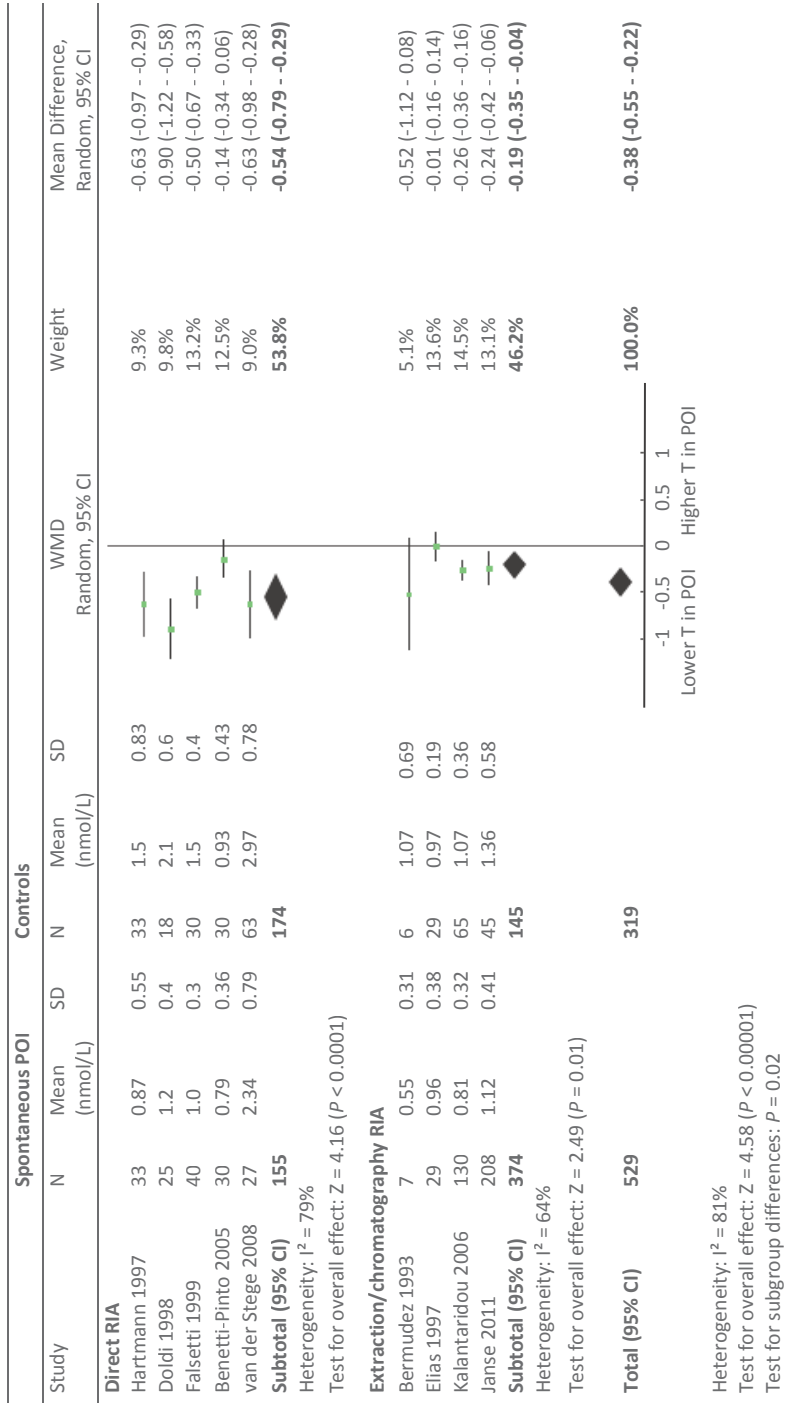 Spontaneous POI Controls
Study N Mean (nmol/L) SD N Mean (nmol/L) SD WMD Random, 95% CI Weight Mean Difference, Random, 95% CI
Direct RIA
Hartmann 1997 33 0.87 0.55 33 1.5 0.83 9.3% -0.63 (-0.97 - -0.29)
Doldi 1998 25 1.2 0.4 18 2.1 0.6 9.8% -0.90 (-1.22 - -0.58)
Falsetti 1999 40 1.0 0.3 30 1.5 0.4 13.2% -0.50 (-0.67 - -0.33)
Benetti-Pinto 2005 30 0.79 0.36 30 0.93 0.43 12.5% -0.14 (-0.34 - 0.06)
van der Stege 2008 27 2.34 0.79 63 2.97 0.78 9.0% -0.63 (-0.98 - -0.28)
Subtotal (95% CI) 155 174 53.8% -0.54 (-0.79 - -0.29)
Heterogeneity: I² = 79%
Test for overall effect: Z = 4.16 (P < 0.0001)
Extraction/chromatography RIA
Bermudez 1993 7 0.55 0.31 6 1.07 0.69 5.1% -0.52 (-1.12 - 0.08)
Elias 1997 29 0.96 0.38 29 0.97 0.19 13.6% -0.01 (-0.16 - 0.14)
Kalantaridou 2006 130 0.81 0.32 65 1.07 0.36 14.5% -0.26 (-0.36 - -0.16)
Janse 2011 208 1.12 0.41 45 1.36 0.58 13.1% -0.24 (-0.42 - -0.06)
Subtotal (95% CI) 374 145 46.2% -0.19 (-0.35 - -0.04)
Heterogeneity: I² = 64%
Test for overall effect: Z = 2.49 (P = 0.01)
Total (95% CI) 529 319 100.0% -0.38 (-0.55 - -0.22)
-1 -0.5 0 0.5 1
Lower T in POI Higher T in POI
Heterogeneity: I² = 81%
Test for overall effect: Z = 4.58 (P < 0.00001)
Test for subgroup differences: P = 0.02